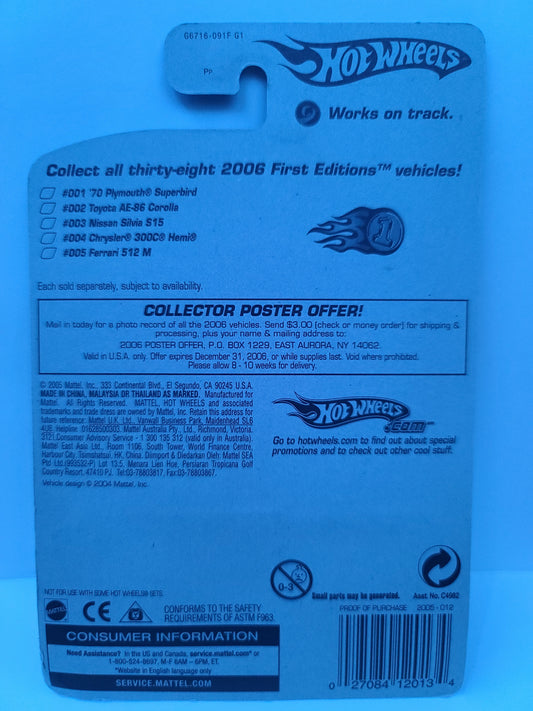 G6716-091F G1
Pp
HOT WHEELS
Works on track.
Collect all thirty-eight 2006 First Editions™ vehicles!
#001 '70 Plymouth® Superbird
#002 Toyota AE-86 Corolla
#003 Nissan Silvia S15
#004 Chrysler® 300C® Hemi®
#005 Ferrari 512 M
1
Each sold separately, subject to availability.
COLLECTOR POSTER OFFER!
Mail in today for a photo record of all the 2006 vehicles. Send $3.00 (check or money order) for shipping &
processing, plus your name & mailing address to:
2006 POSTER OFFER, P.O. BOX 1229, EAST AURORA, NY 14062.
Valid in U.S.A. only. Offer expires December 31, 2006, or while supplies last. Void where prohibited.
Please allow 8 - 10 weeks for delivery.
© 2005 Mattel, Inc., 333 Continental Blvd., El Segundo, CA 90245 U.S.A.
MADE IN CHINA, MALAYSIA OR THAILAND AS MARKED. Manufactured for
Mattel. All Rights Reserved. MATTEL, HOT WHEELS and associated
trademarks and trade dress are owned by Mattel, Inc. Retain this address for
future reference: Mattel U.K. Ltd., Vanwall Business Park, Maidenhead SL6
4UB. Helpline: 01628500303. Mattel Australia Pty., Ltd., Richmond, Victoria.
3121.Consumer Advisory Service - 1 300 135 312 (valid only in Australia).
Mattel East Asia Ltd., Room 1106, South Tower, World Finance Centre,
Harbour City, Tsimshatsui, HK, China. Diimport & Diedarkan Oleh: Mattel SEA
Ptd Ltd.(993532-P) Lot 13.5, Menara Lien Hoe, Persiaran Tropicana Golf
Country Resort, 47410 PJ. Tel:03-78803817, Fax:03-78803867.
Vehicle design © 2004 Mattel, Inc.
HOT WHEELS
.com
Go to hotwheels.com to find out about special
promotions and to check out other cool stuff.
0-3
Small parts may be generated.
Asst. No. C4982
NOT FOR USE WITH SOME HOT WHEELS® SETS.
MATTEL
CE
CONFORMS TO THE SAFETY
REQUIREMENTS OF ASTM F963.
PROOF OF PURCHASE 2005 - 012
CONSUMER INFORMATION
Need Assistance? In the US and Canada, service.mattel.com* or
1-800-524-8697, M-F 8AM – 6PM, ET.
*Website in English language only
SERVICE.MATTEL.COM
0 27084 12013 4